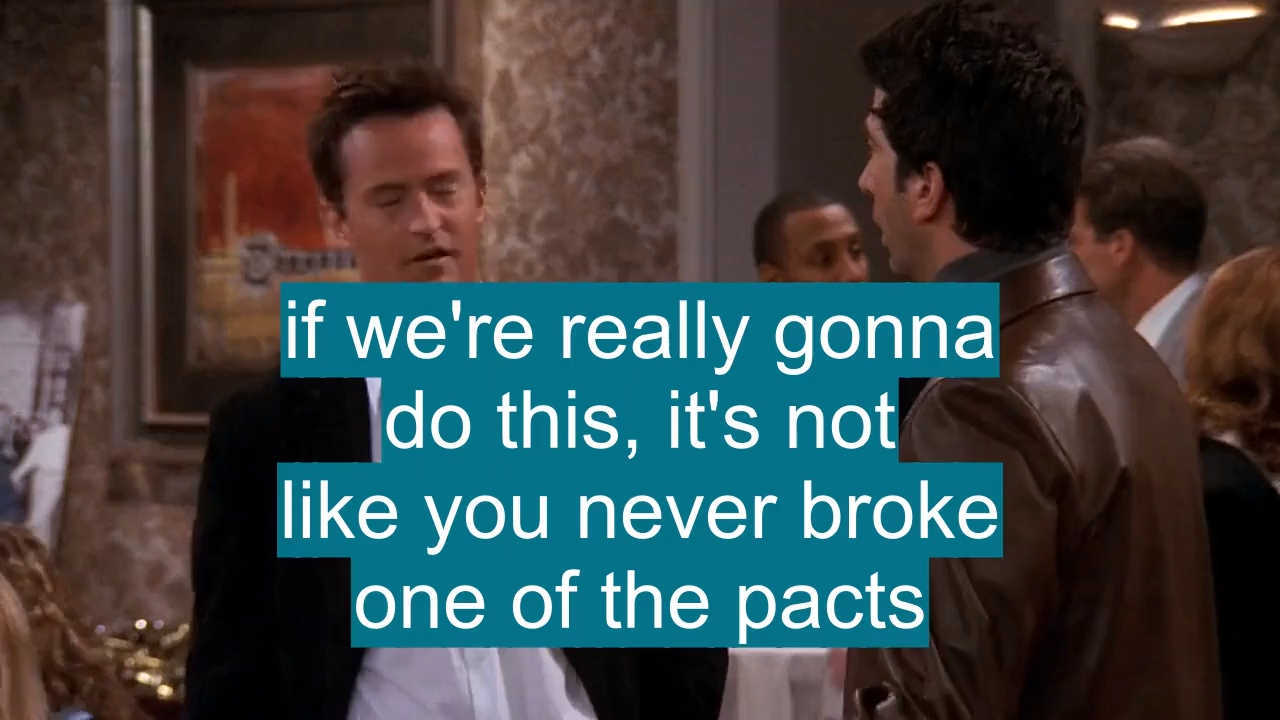 if we're really gonna
do this, it's not
like you never broke
one of the pacts